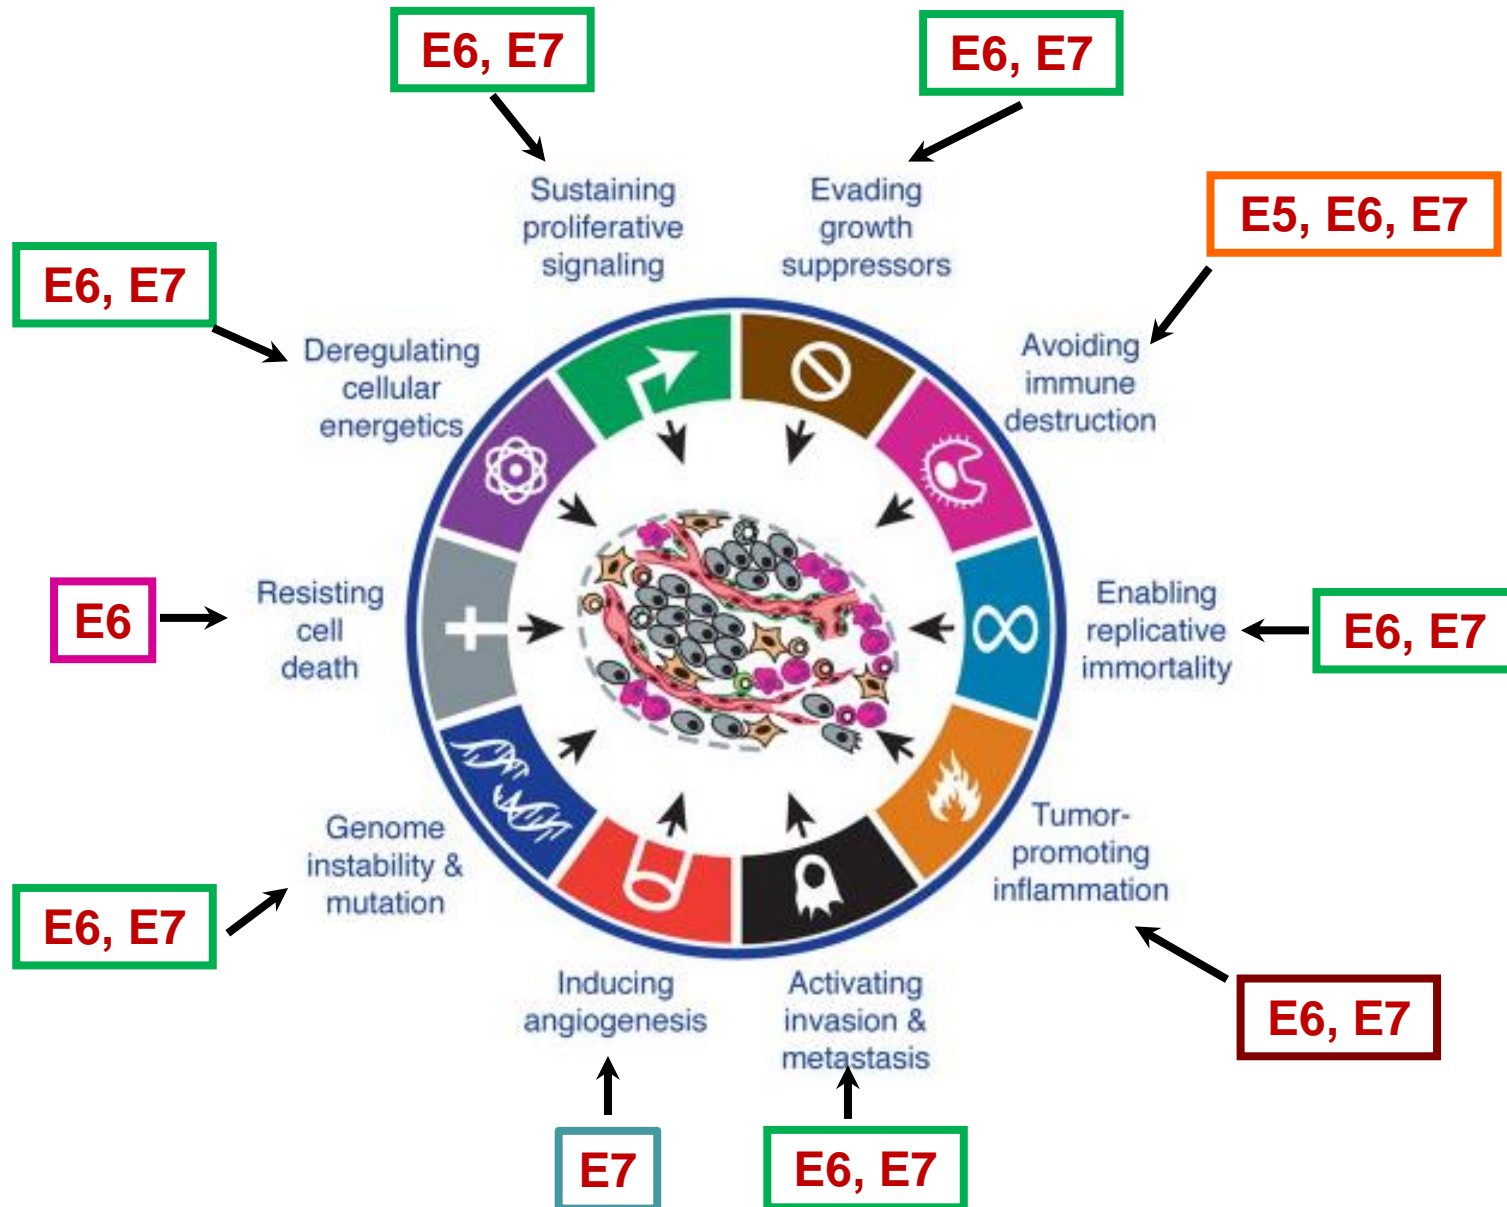 E6, E7
E6, E7
Sustaining
proliferative
signaling
Evading
growth
suppressors
E5, E6, E7
E6, E7
Deregulating
cellular
energetics
Avoiding
immune
destruction
E6
Resisting
cell
death
Enabling
replicative
immortality
E6, E7
Genome
instability &
mutation
Tumor-
promoting
inflammation
E6, E7
Inducing
angiogenesis
Activating
invasion &
metastasis
E6, E7
E7
E6, E7